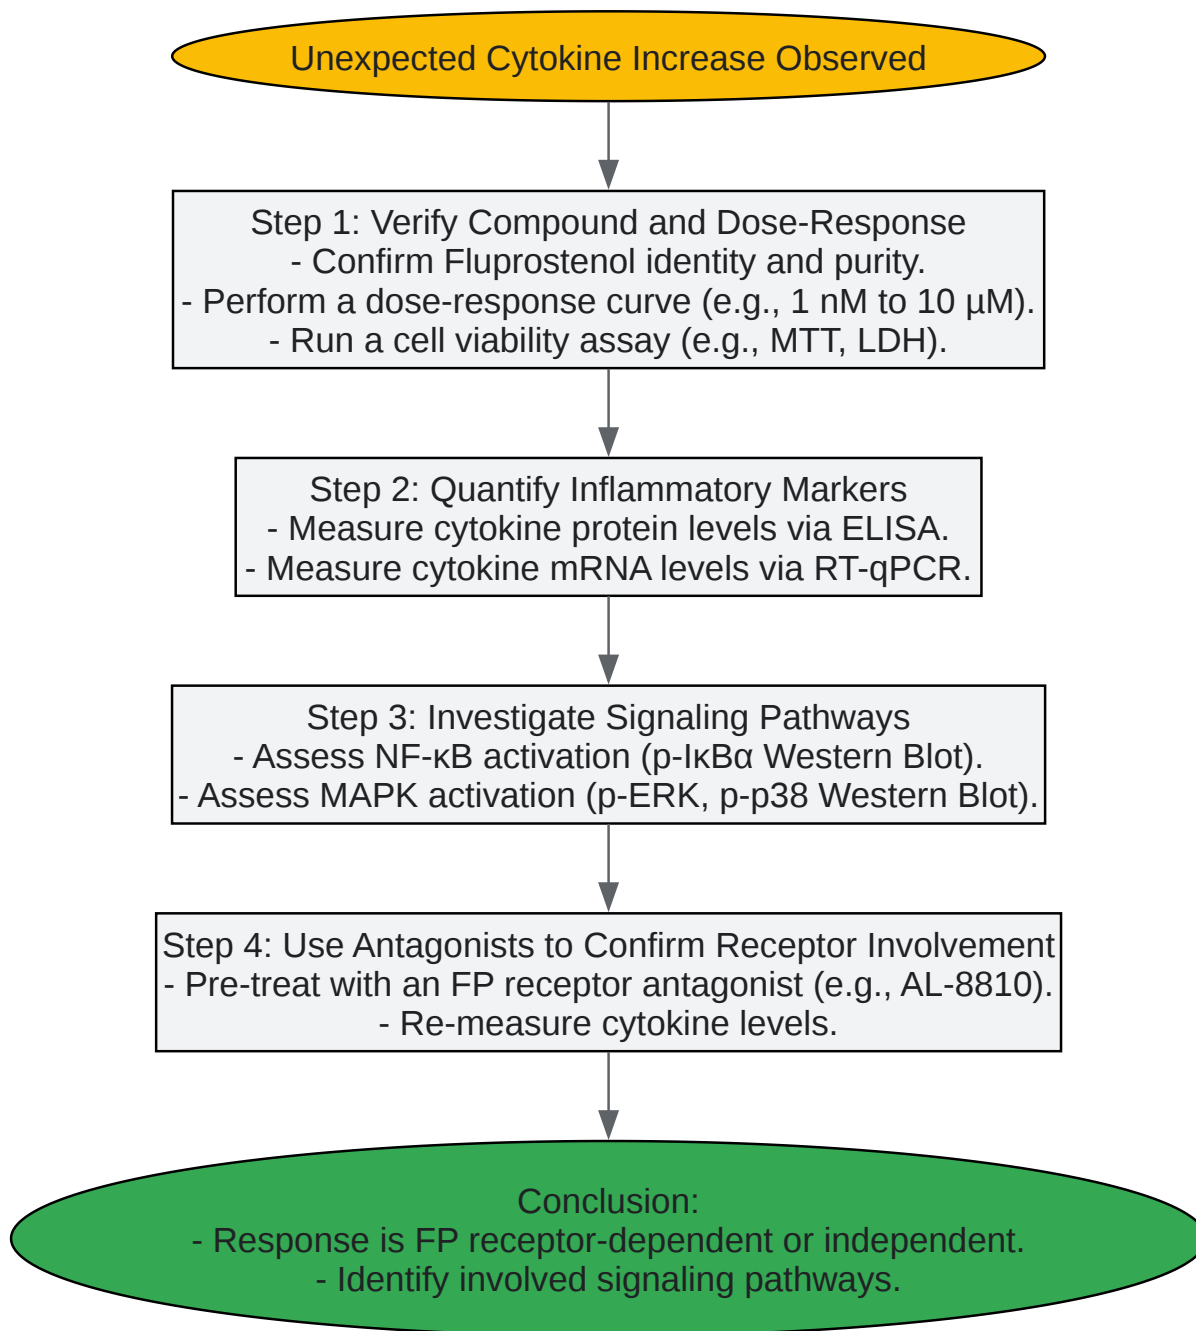 Unexpected Cytokine Increase Observed
Step 1: Verify Compound and Dose-Response
- Confirm Fluprostenol identity and purity.
- Perform a dose-response curve (e.g., 1 nM to 10 µM).
- Run a cell viability assay (e.g., MTT, LDH).
Step 2: Quantify Inflammatory Markers
- Measure cytokine protein levels via ELISA.
- Measure cytokine mRNA levels via RT-qPCR.
Step 3: Investigate Signaling Pathways
- Assess NF-κB activation (p-IκBα Western Blot).
- Assess MAPK activation (p-ERK, p-p38 Western Blot).
Step 4: Use Antagonists to Confirm Receptor Involvement
- Pre-treat with an FP receptor antagonist (e.g., AL-8810).
- Re-measure cytokine levels.
Conclusion:
- Response is FP receptor-dependent or independent.
- Identify involved signaling pathways.